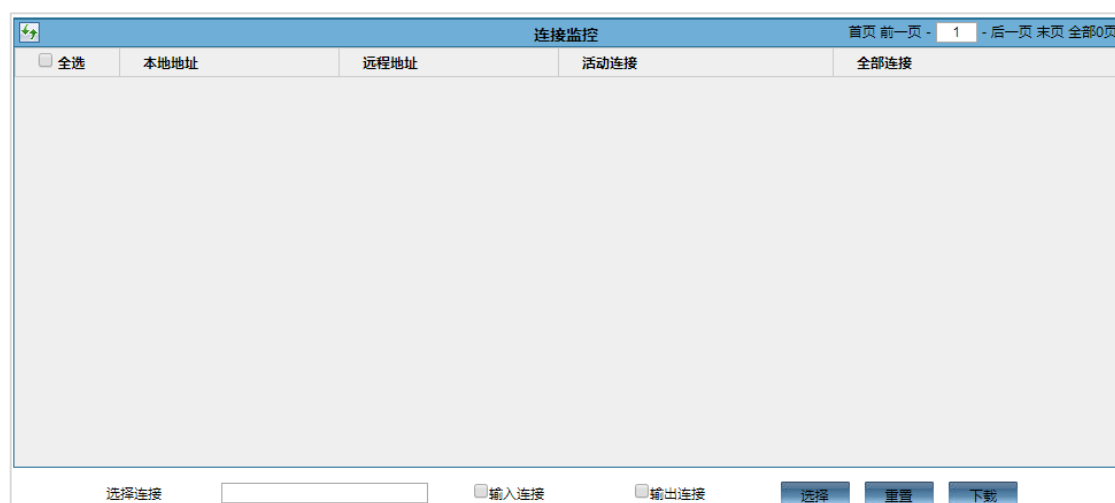 连接监控 首页 前一页 - 1 - 后一页 末页 全部0页
全选 本地地址 远程地址 活动连接 全部连接
选择连接 输入连接 输出连接 选择 重置 下载